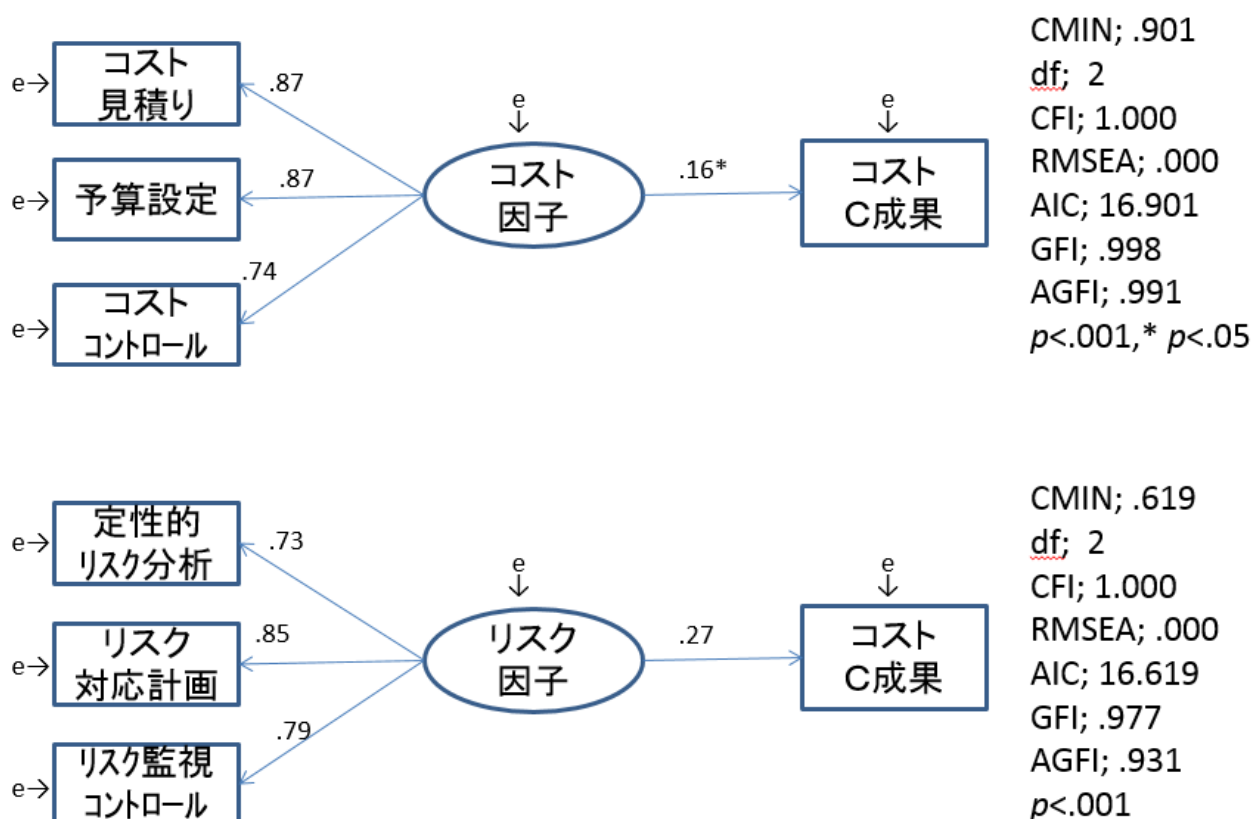 コスト
見積り
e→
.87
予算設定
e→
.87
コスト
コントロール
e→
.74
e
↓
コスト
因子
.16*
e
↓
コスト
C成果
CMIN; .901
df; 2
CFI; 1.000
RMSEA; .000
AIC; 16.901
GFI; .998
AGFI; .991
p<.001,* p<.05
定性的
リスク分析
e→
.73
リスク
対応計画
e→
.85
リスク監視
コントロール
e→
.79
e
↓
リスク
因子
.27
e
↓
コスト
C成果
CMIN; .619
df; 2
CFI; 1.000
RMSEA; .000
AIC; 16.619
GFI; .977
AGFI; .931
p<.001